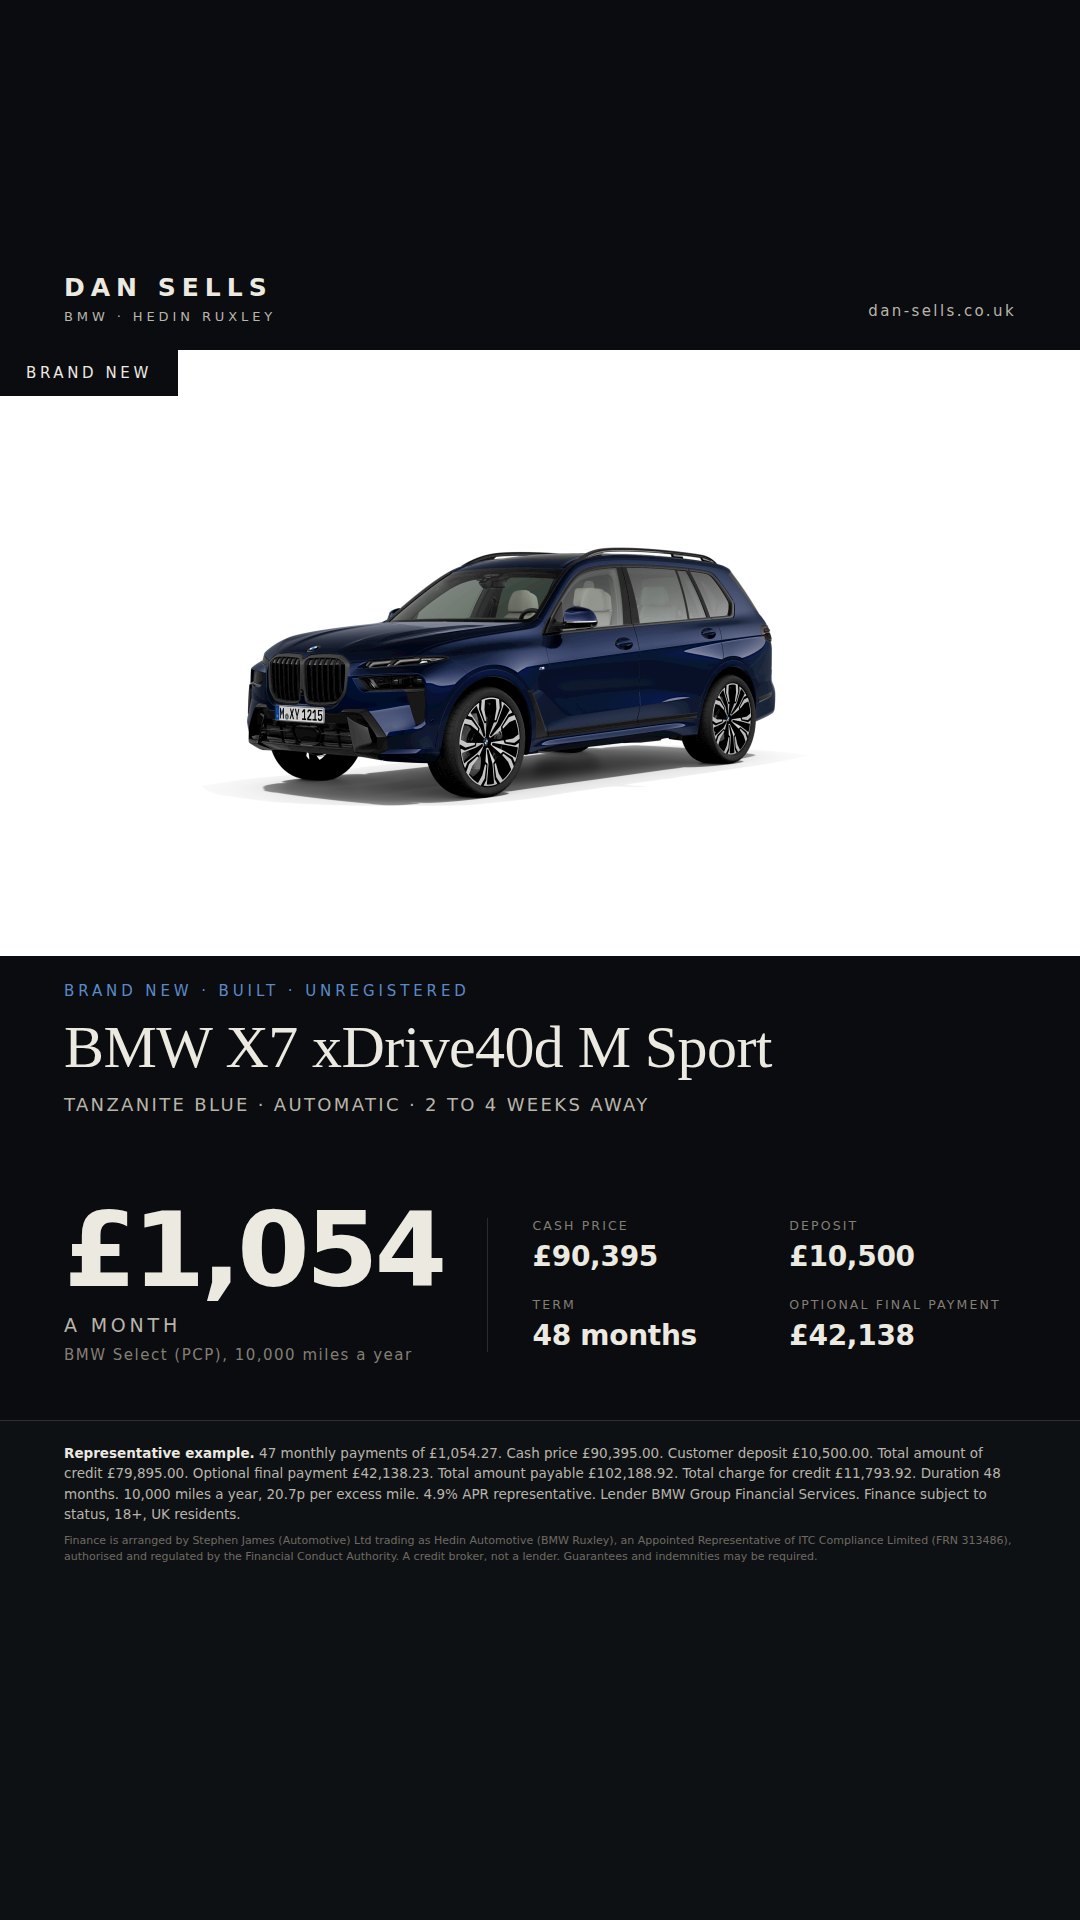 DAN SELLS
BMW · HEDIN RUXLEY
dan-sells.co.uk
BRAND NEW
M XY 1215
BRAND NEW · BUILT · UNREGISTERED
BMW X7 xDrive40d M Sport
TANZANITE BLUE · AUTOMATIC · 2 TO 4 WEEKS AWAY
£1,054
A MONTH
BMW Select (PCP), 10,000 miles a year
CASH PRICE
£90,395
DEPOSIT
£10,500
TERM
48 months
OPTIONAL FINAL PAYMENT
£42,138
Representative example. 47 monthly payments of £1,054.27. Cash price £90,395.00. Customer deposit £10,500.00. Total amount of
credit £79,895.00. Optional final payment £42,138.23. Total amount payable £102,188.92. Total charge for credit £11,793.92. Duration 48
months. 10,000 miles a year, 20.7p per excess mile. 4.9% APR representative. Lender BMW Group Financial Services. Finance subject to
status, 18+, UK residents.
Finance is arranged by Stephen James (Automotive) Ltd trading as Hedin Automotive (BMW Ruxley), an Appointed Representative of ITC Compliance Limited (FRN 313486),
authorised and regulated by the Financial Conduct Authority. A credit broker, not a lender. Guarantees and indemnities may be required.